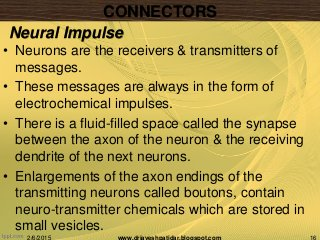 CONNECTORS
Neural Impulse
• Neurons are the receivers & transmitters of
messages.
• These messages are always in the form of
electrochemical impulses.
• There is a fluid-filled space called the synapse
between the axon of the neuron & the receiving
dendrite of the next neurons.
• Enlargements of the axon endings of the
transmitting neurons called boutons, contain
neuro-transmitter chemicals which are stored in
small vesicles.
2/6/2015 www.drjayeshpatidar.blogspot.com 16